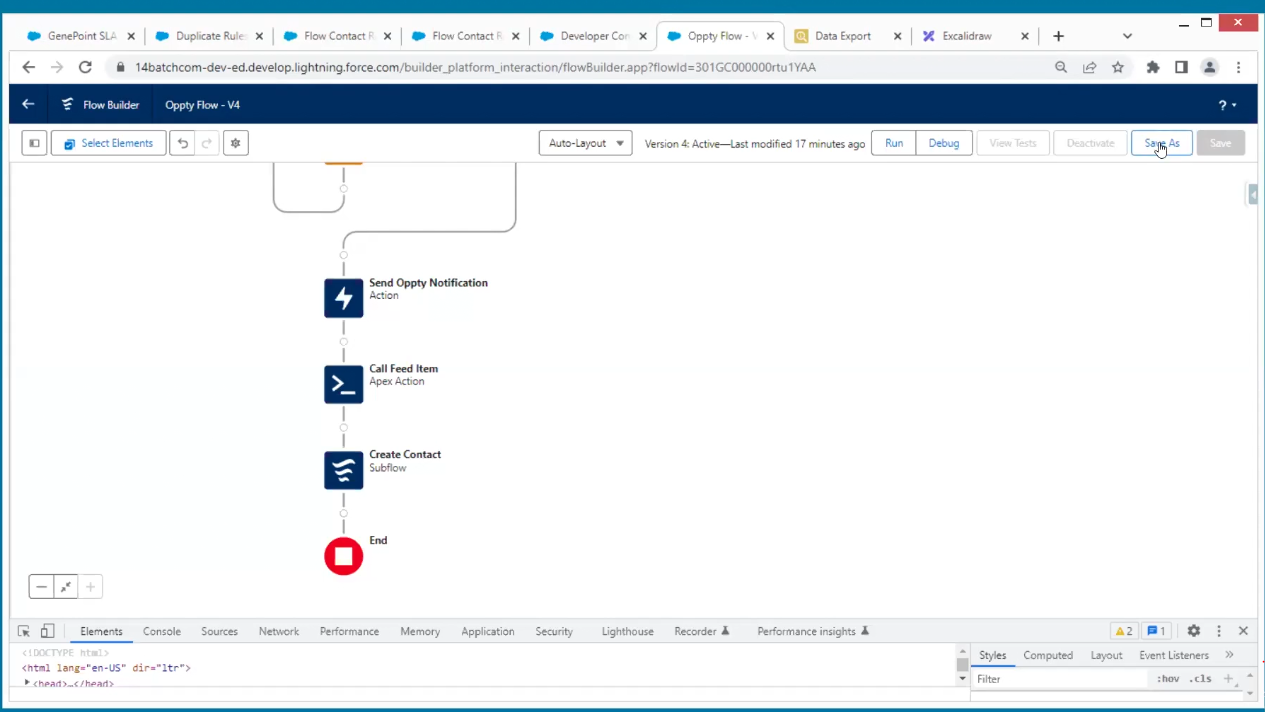 GenePoint SLA
Duplicate Rules
Flow Contact R
Flow Contact R
Developer Con
Oppty Flow - V
Data Export
Excalidraw
14batchcom-dev-ed.develop.lightning.force.com/builder_platform_interaction/flowBuilder.app?flowId=301GC000000rtu1YAA
Flow Builder
Oppty Flow - V4
?
Select Elements
Auto-Layout
Version 4: Active—Last modified 17 minutes ago
Run
Debug
View Tests
Deactivate
Save As
Save
Send Oppty Notification
Action
Call Feed Item
Apex Action
Create Contact
Subflow
End
Elements
Console
Sources
Network
Performance
Memory
Application
Security
Lighthouse
Recorder
Performance insights
2
1
<!DOCTYPE html>
<html lang="en-US" dir="ltr">
<head>…</head>
Styles
Computed
Layout
Event Listeners
Filter
:hov
.cls